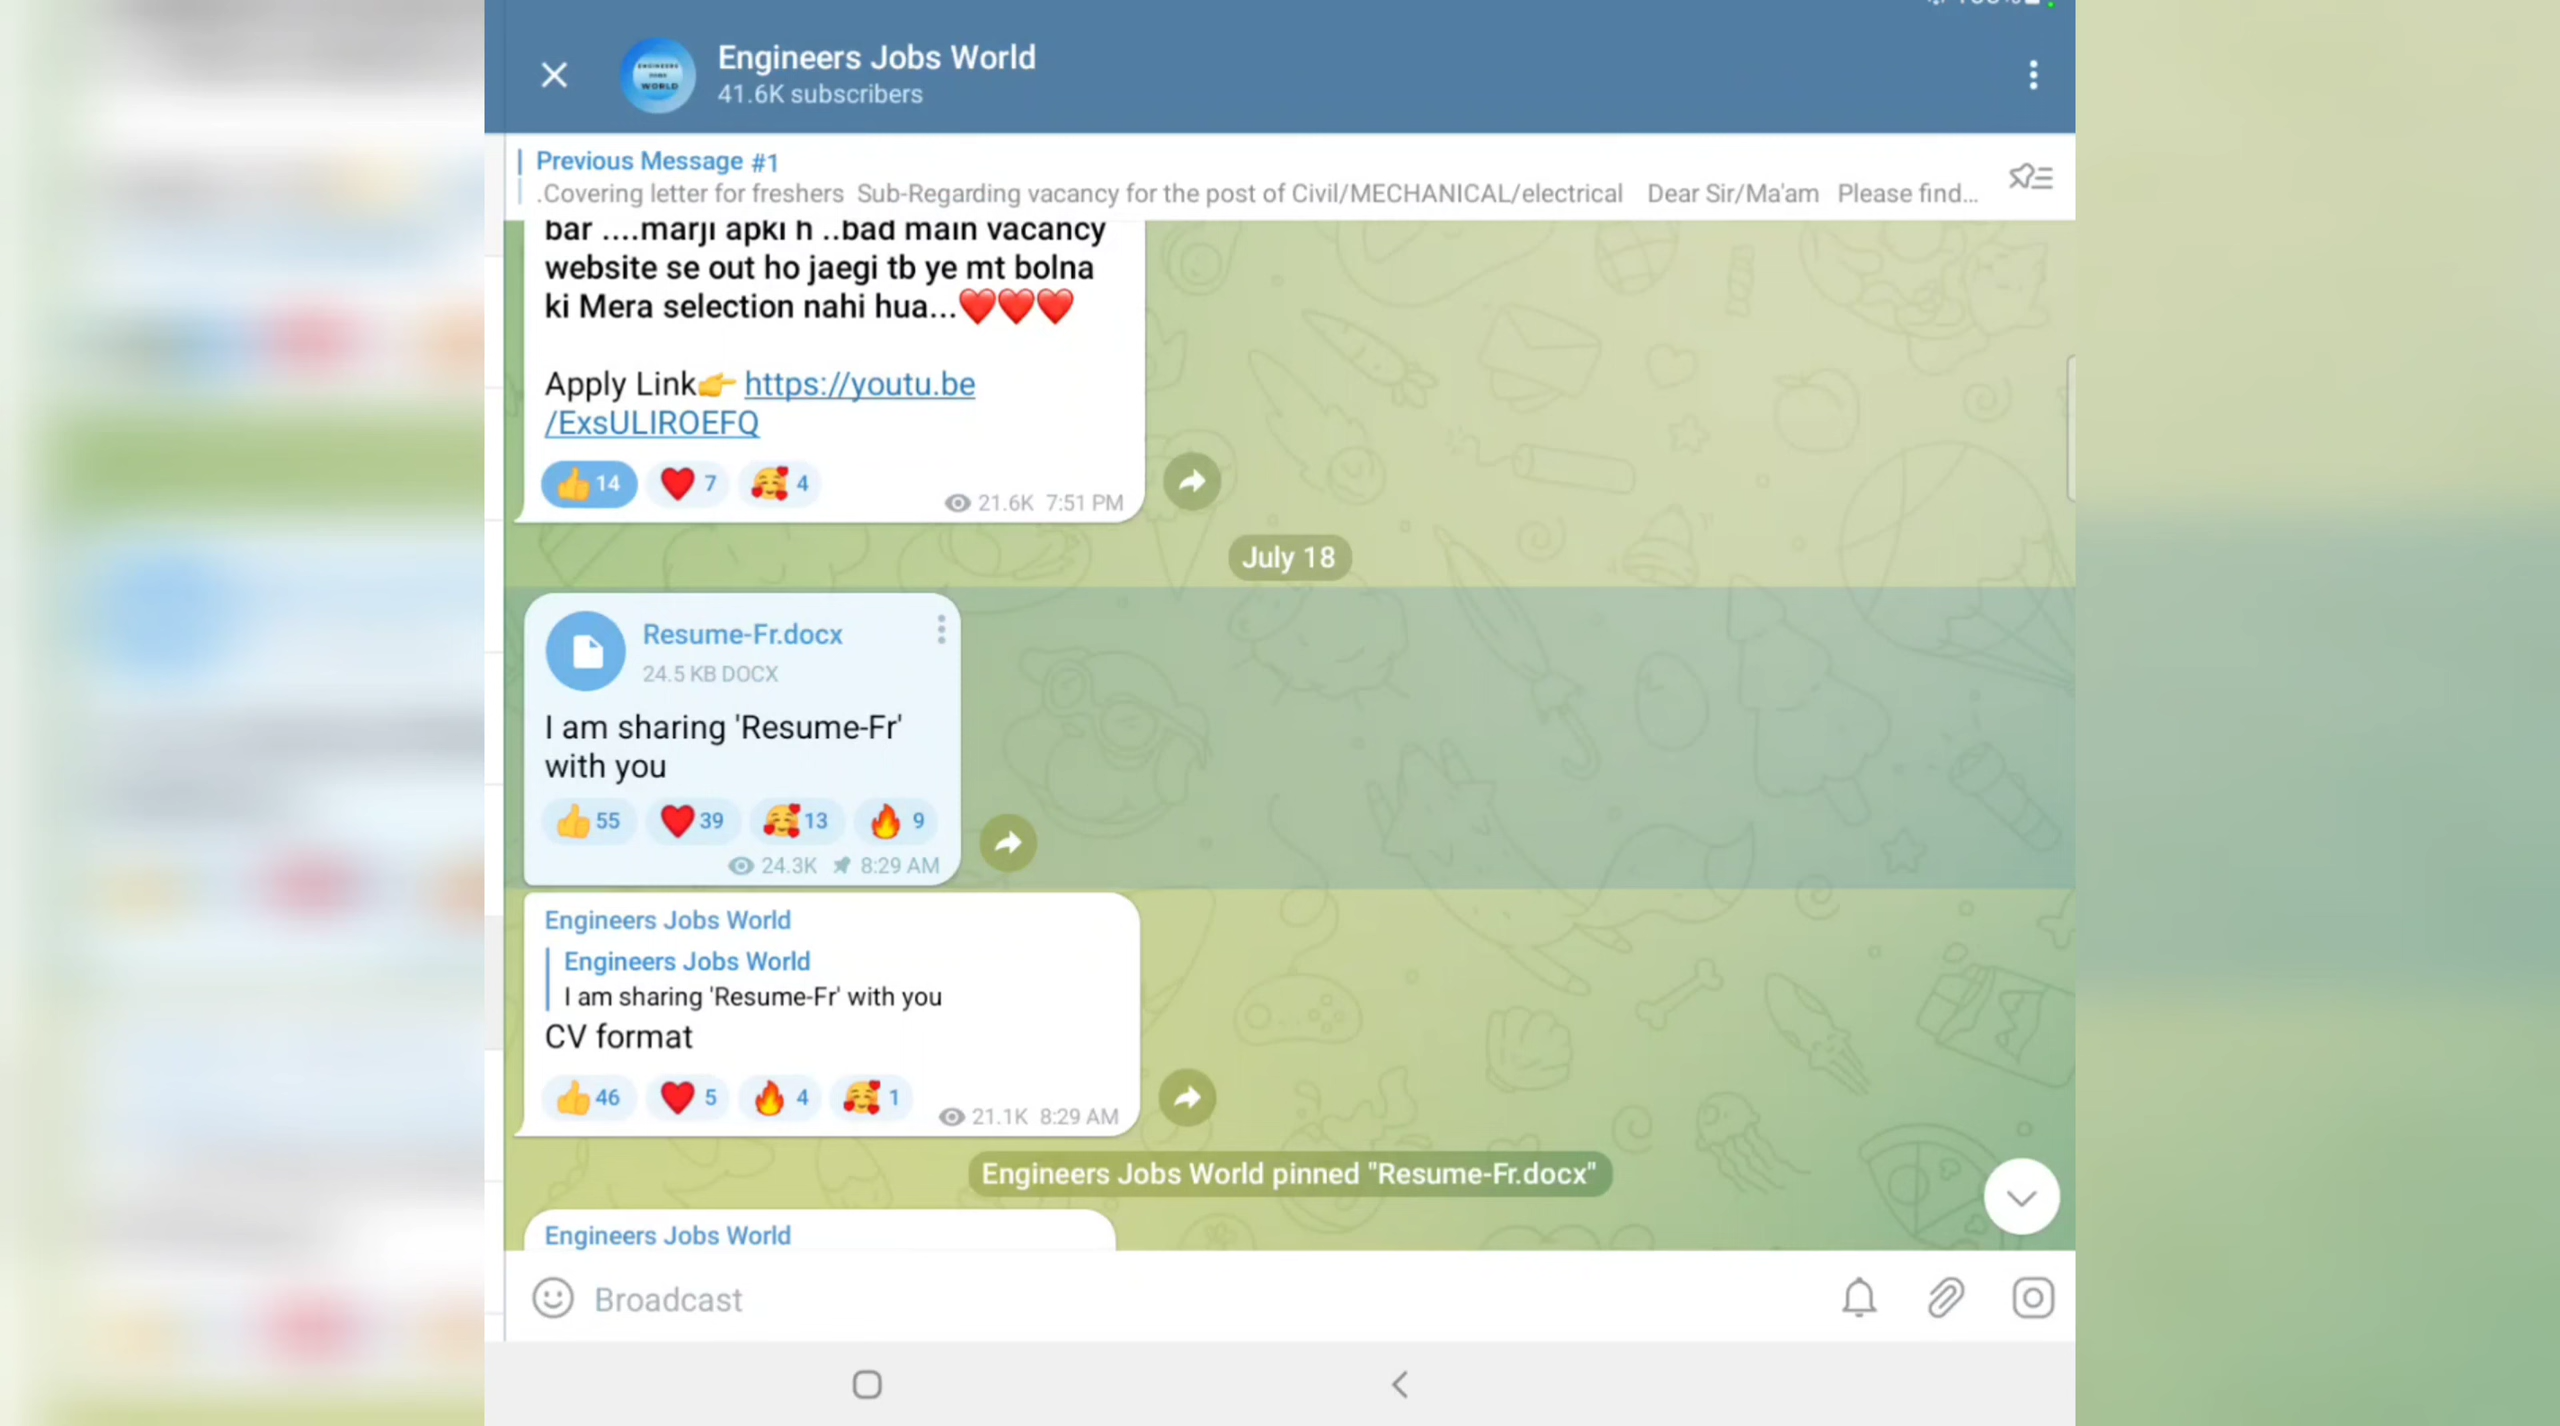 Engineers Jobs World
41.6K subscribers
ENGINEERS
JOBS
WORLD
Previous Message #1
.Covering letter for freshers Sub-Regarding vacancy for the post of Civil/MECHANICAL/electrical Dear Sir/Ma'am Please find...
bar ....marji apki h ..bad main vacancy
website se out ho jaegi tb ye mt bolna
ki Mera selection nahi hua...❤️❤️❤️
Apply Link👉 https://youtu.be
/ExsULIROEFQ
👍 14 ❤️ 7 🥰 4
21.6K 7:51 PM
July 18
Resume-Fr.docx
24.5 KB DOCX
I am sharing 'Resume-Fr'
with you
👍 55 ❤️ 39 🥰 13 🔥 9
24.3K 8:29 AM
Engineers Jobs World
Engineers Jobs World
I am sharing 'Resume-Fr' with you
CV format
👍 46 ❤️ 5 🔥 4 🥰 1
21.1K 8:29 AM
Engineers Jobs World pinned "Resume-Fr.docx"
Engineers Jobs World
Broadcast